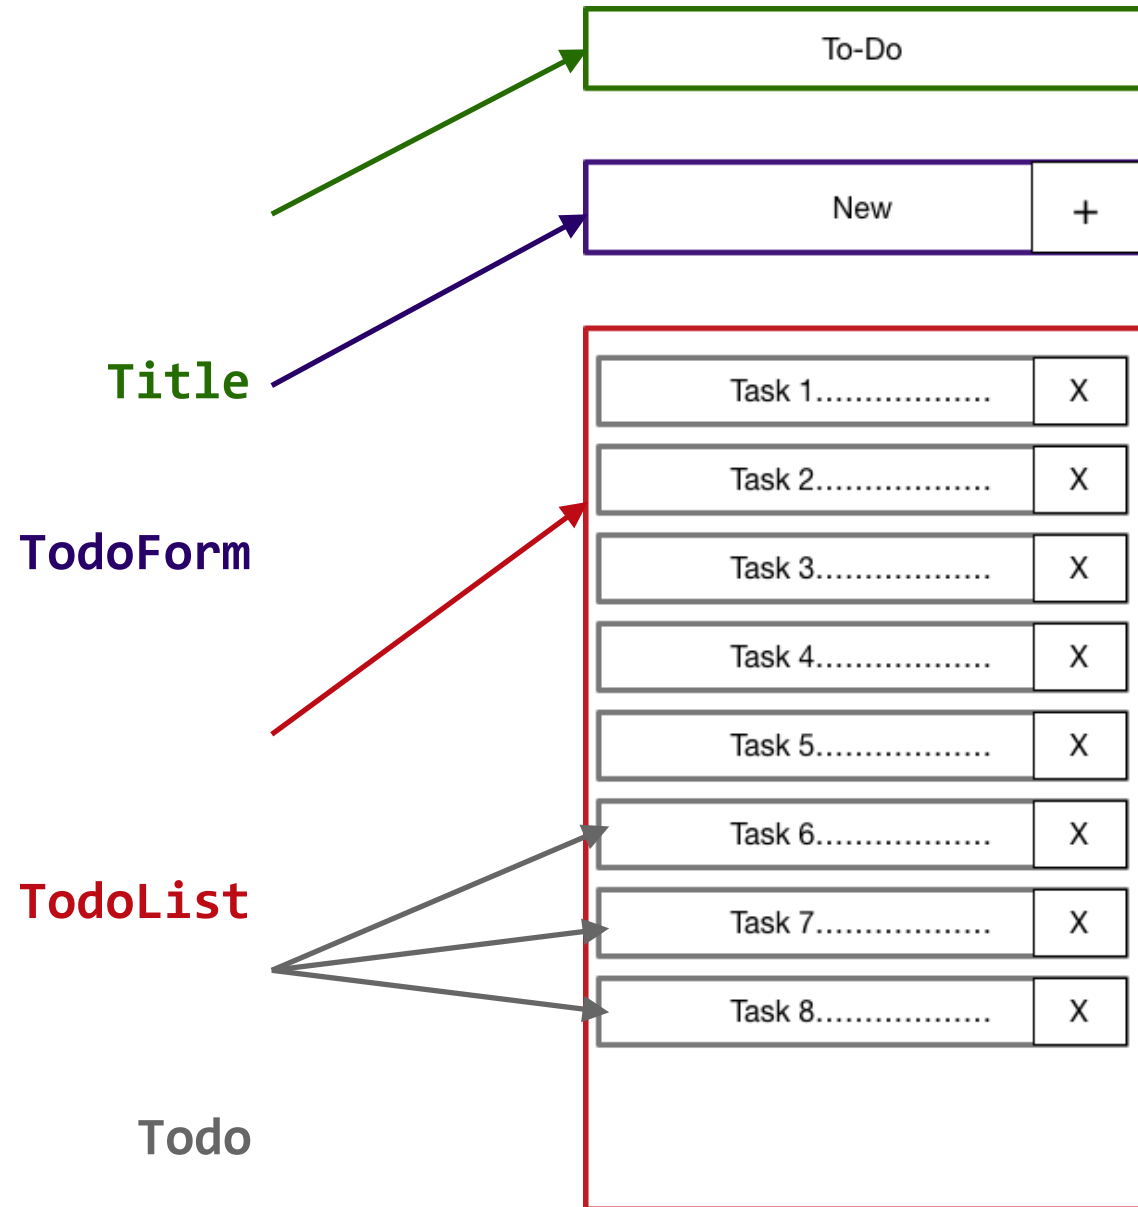 To-Do
New +
Title
TodoForm
TodoList
Todo
Task 1.................. X
Task 2.................. X
Task 3.................. X
Task 4.................. X
Task 5.................. X
Task 6.................. X
Task 7.................. X
Task 8.................. X